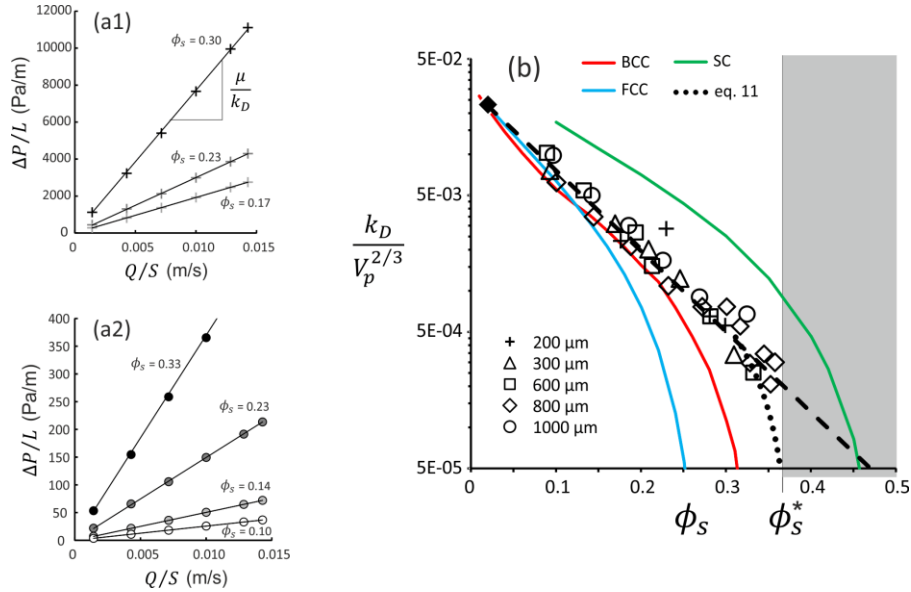 (a1)
12000
10000
8000
6000
4000
2000
0
ΔP/L (Pa/m)
ϕs = 0.30
μ
kD
ϕs = 0.23
ϕs = 0.17
0
0.005
0.010
0.015
Q/S (m/s)
(a2)
400
350
300
250
200
150
100
50
0
ΔP/L (Pa/m)
ϕs = 0.33
ϕs = 0.23
ϕs = 0.14
ϕs = 0.10
0
0.005
0.010
0.015
Q/S (m/s)
(b)
BCC
SC
FCC
eq. 11
5E-02
5E-03
5E-04
5E-05
kD
Vp^2/3
200 μm
300 μm
600 μm
800 μm
1000 μm
0
0.1
0.2
0.3
0.4
0.5
ϕs
ϕs*